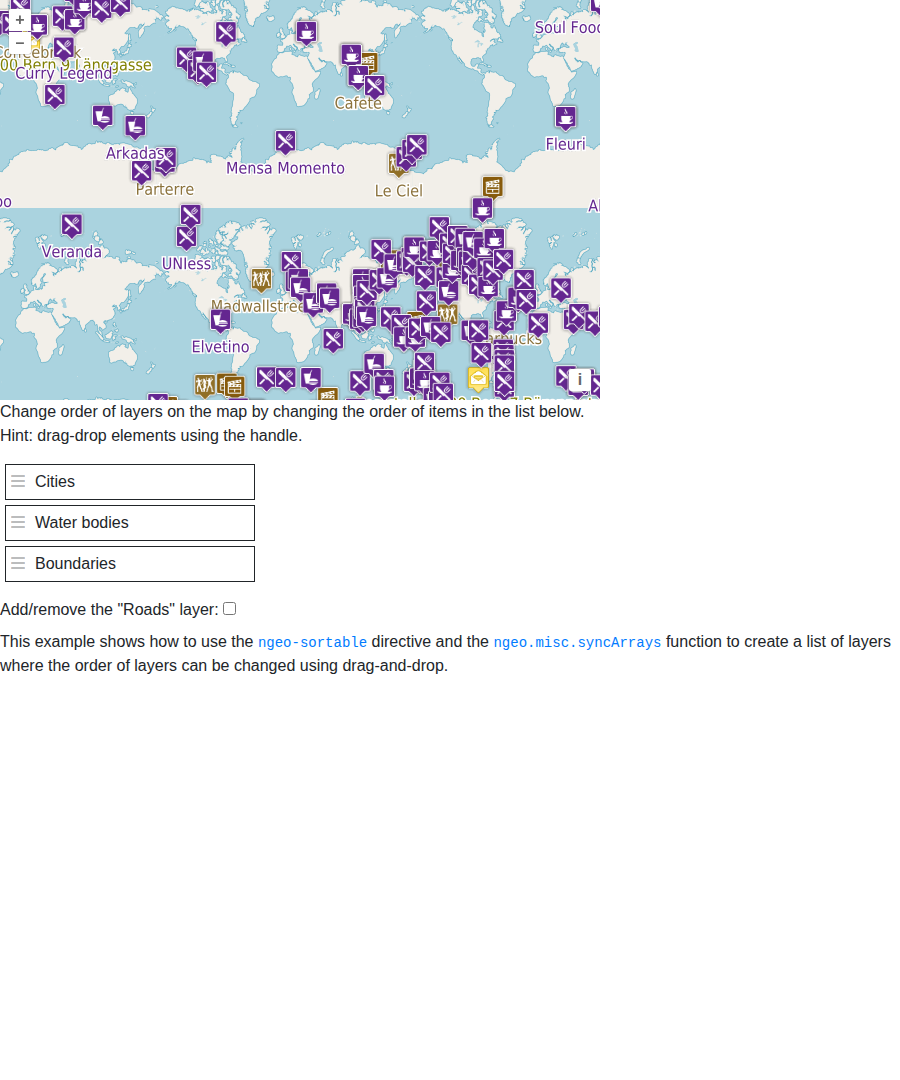 +
−
Soul Food
00 Bern 9 Länggasse
Curry Legend
Cafete
Fleuri
Arkadas
Mensa Momento
Parterre
Le Ciel
Veranda
UNIess
Madwallstree
Elvetino
i
Change order of layers on the map by changing the order of items in the list below.
Hint: drag-drop elements using the handle.
Cities
Water bodies
Boundaries
Add/remove the "Roads" layer:
This example shows how to use the ngeo-sortable directive and the ngeo.misc.syncArrays function to create a list of layers
where the order of layers can be changed using drag-and-drop.